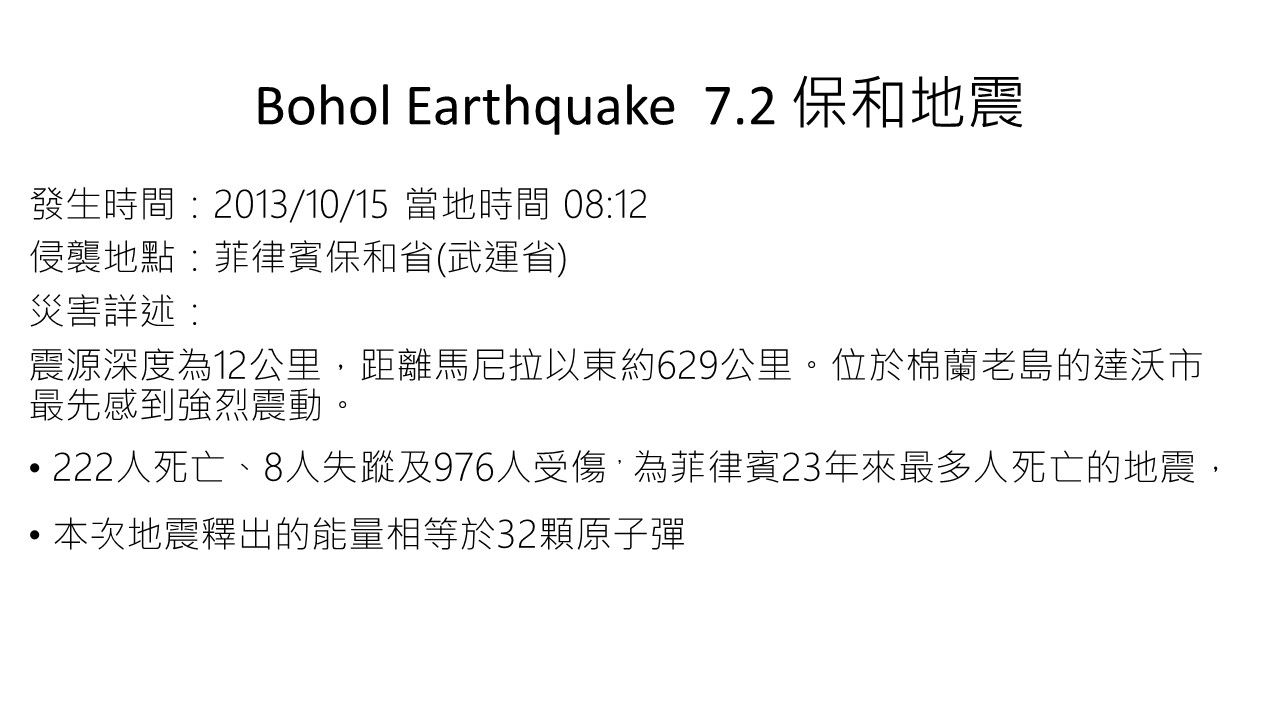 Bohol Earthquake  7.2 保和地震
發生時間：2013/10/15 當地時間 08:12
侵襲地點：菲律賓保和省(武運省)
災害詳述：
震源深度為12公里，距離馬尼拉以東約629公里。位於棉蘭老島的達沃市
最先感到強烈震動。
• 222人死亡、8人失蹤及976人受傷，為菲律賓23年來最多人死亡的地震，
• 本次地震釋出的能量相等於32顆原子彈